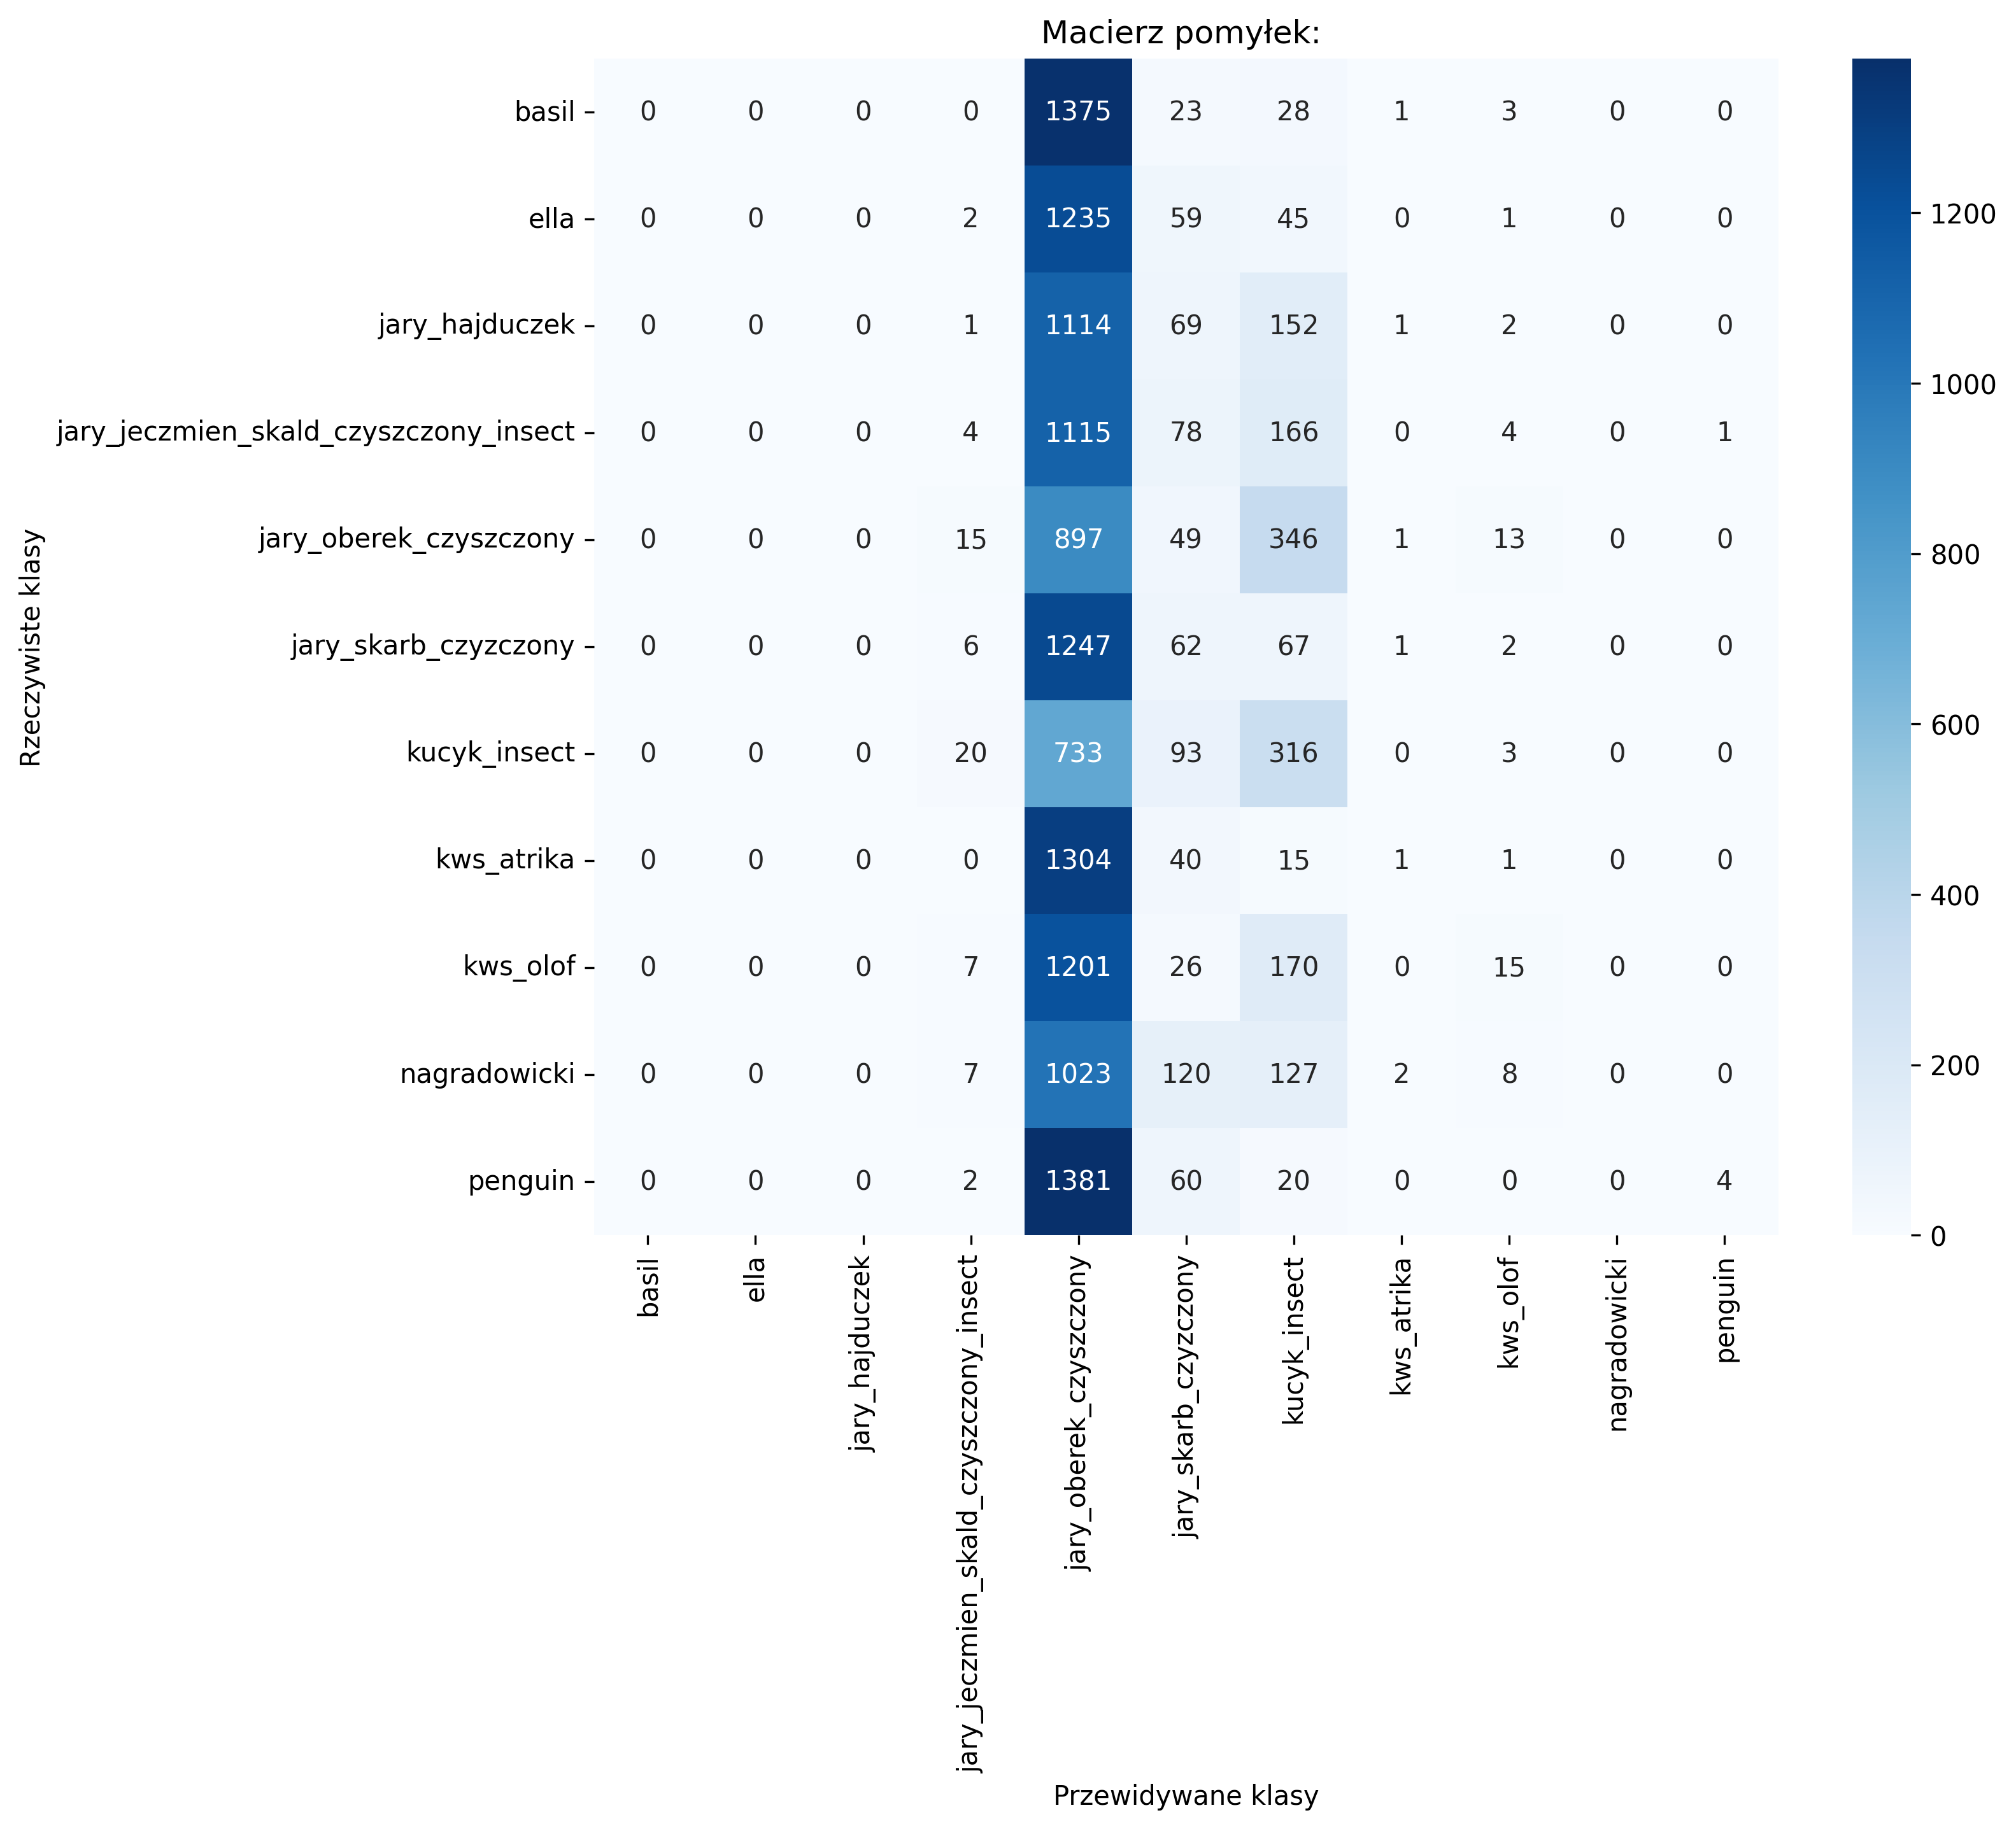 Macierz pomyłek:
basil 0 0 0 0 1375 23 28 1 3 0 0
ella 0 0 0 2 1235 59 45 0 1 0 0
jary_hajduczek 0 0 0 1 1114 69 152 1 2 0 0
jary_jeczmien_skald_czyszczony_insect 0 0 0 4 1115 78 166 0 4 0 1
jary_oberek_czyszczony 0 0 0 15 897 49 346 1 13 0 0
jary_skarb_czyzczony 0 0 0 6 1247 62 67 1 2 0 0
kucyk_insect 0 0 0 20 733 93 316 0 3 0 0
kws_atrika 0 0 0 0 1304 40 15 1 1 0 0
kws_olof 0 0 0 7 1201 26 170 0 15 0 0
nagradowicki 0 0 0 7 1023 120 127 2 8 0 0
penguin 0 0 0 2 1381 60 20 0 0 0 4
Rzeczywiste klasy
basil
ella
jary_hajduczek
jary_jeczmien_skald_czyszczony_insect
jary_oberek_czyszczony
jary_skarb_czyzczony
kucyk_insect
kws_atrika
kws_olof
nagradowicki
penguin
Przewidywane klasy
1200
1000
800
600
400
200
0